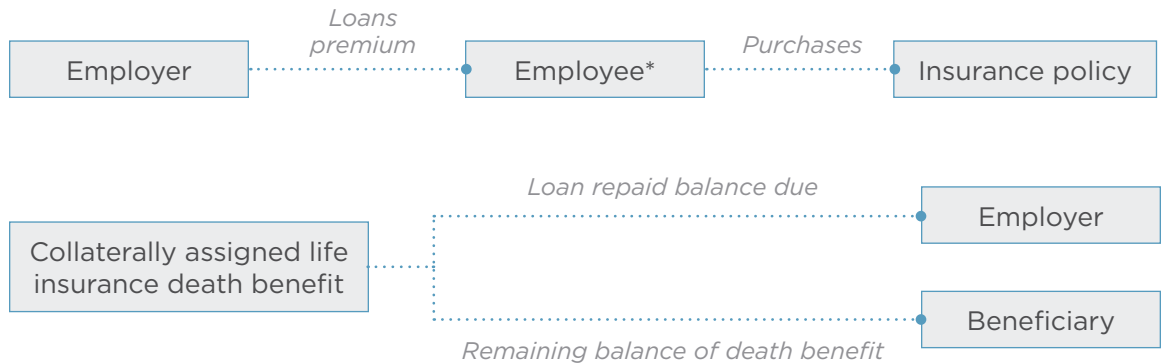 Loans
premium
Purchases
Employer
Employee*
Insurance policy
Loan repaid balance due
Employer
Collaterally assigned life
insurance death benefit
Beneficiary
Remaining balance of death benefit